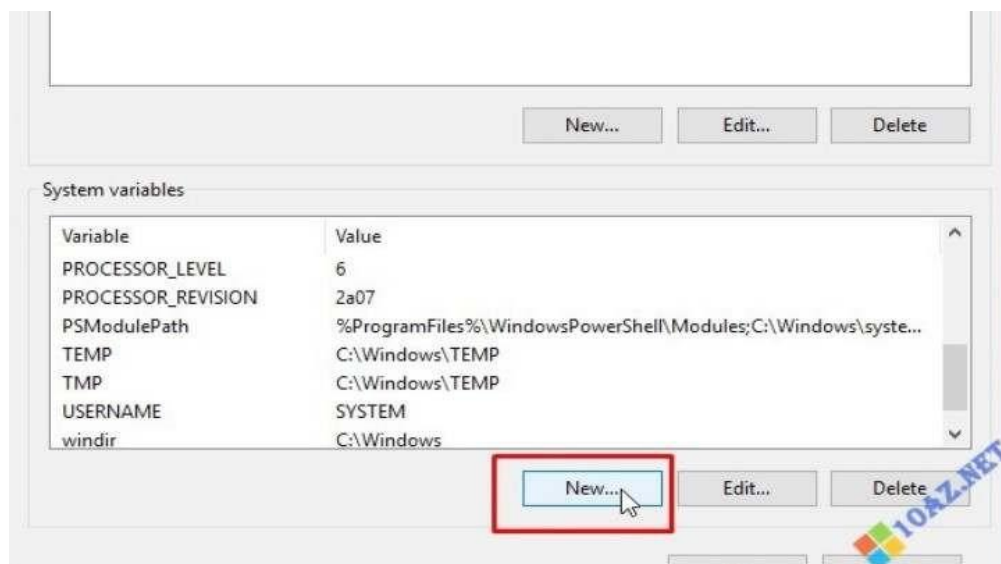 New... Edit... Delete
System variables
Variable Value
PROCESSOR_LEVEL 6
PROCESSOR_REVISION 2a07
PSModulePath %ProgramFiles%\WindowsPowerShell\Modules;C:\Windows\syste...
TEMP C:\Windows\TEMP
TMP C:\Windows\TEMP
USERNAME SYSTEM
windir C:\Windows
New... Edit... Delete
10AZ.NET